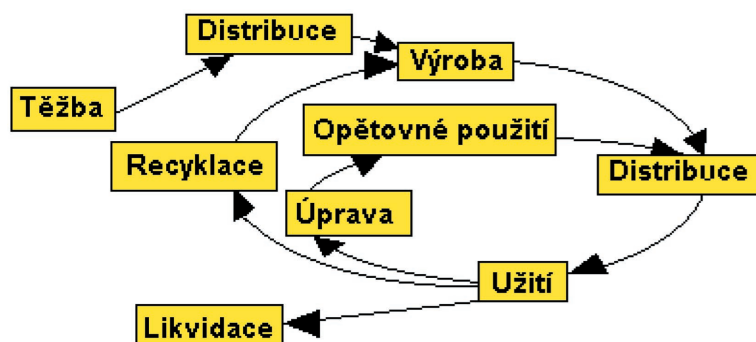 Distribuce
Výroba
Těžba
Opětovné použití
Recyklace
Distribuce
Úprava
Užití
Likvidace